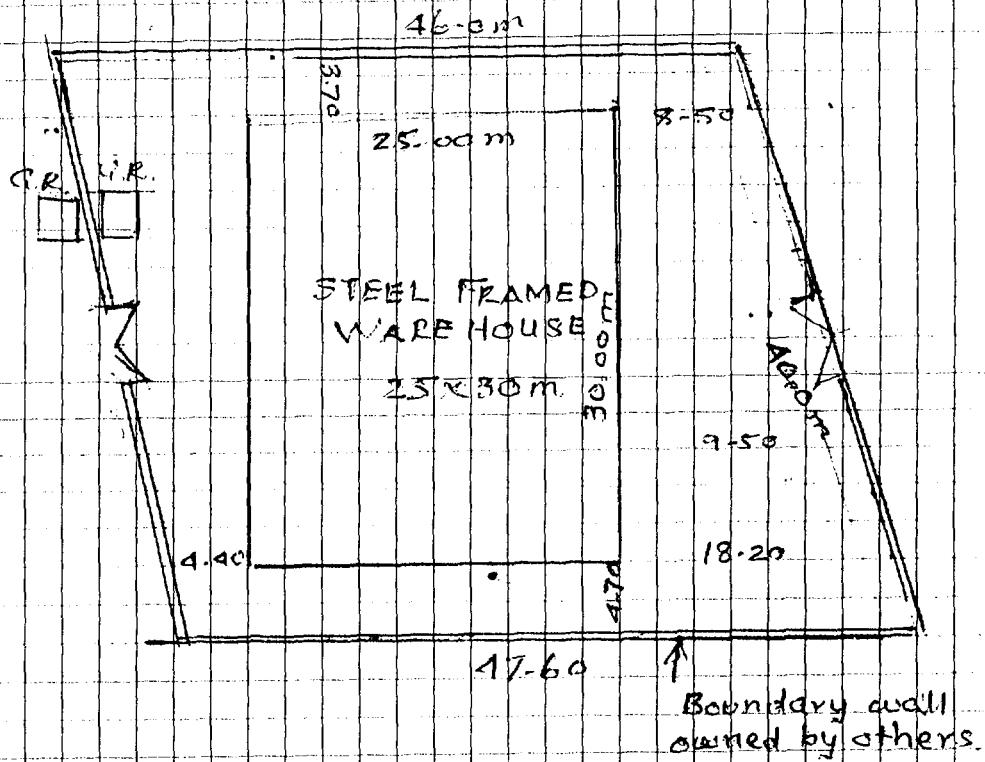 46-0m
3.70
25.00m
8-50
G.R. G.R.
STEEL FRAMED
WARE HOUSE
25x30m
30.00m
40.0m
9-50
4.40
18.20
4.70
47-60
Boundary wall
owned by others.